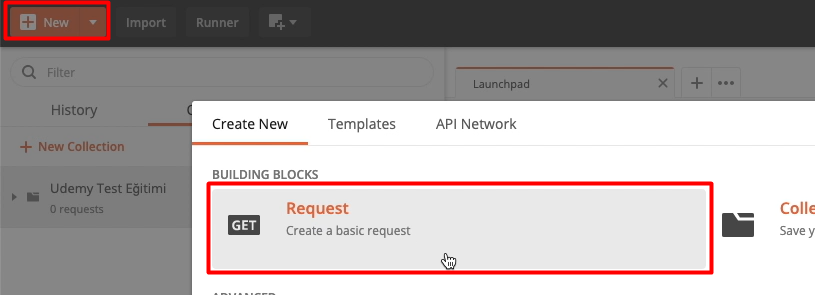 New
Import
Runner
Filter
Launchpad
History
Create New
Templates
API Network
New Collection
BUILDING BLOCKS
Udemy Test Eğitimi
0 requests
GET
Request
Create a basic request
Colle
Save y
ADVANCED